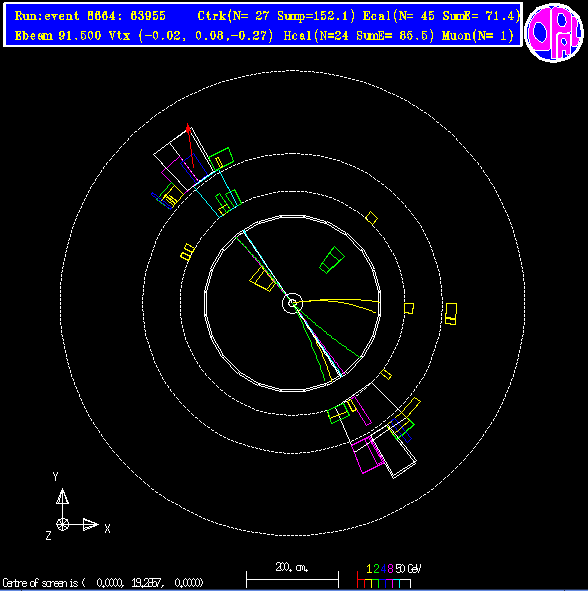 Run:event 8664: 63955 Ctrk(N= 27 Sump=152.1) Ecal(N= 45 SumE= 71.4)
Ebeam 91.500 Vtx (-0.02, 0.08,-0.27) Hcal(N=24 SumE= 85.5) Muon(N= 1)
OPAL
Y
X
Z
200. cm.
1 2 4 8 50 GeV
Centre of screen is ( 0.0000, 19.2857, 0.0000)